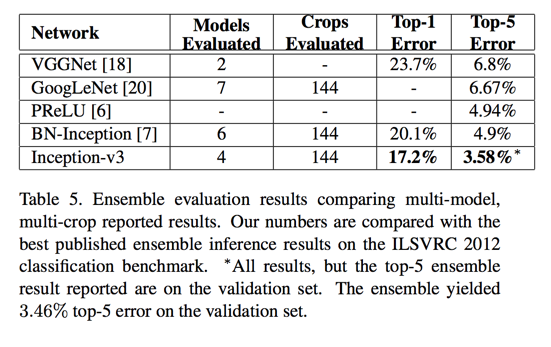 Network Models Evaluated Crops Evaluated Top-1 Error Top-5 Error
VGGNet [18] 2 - 23.7% 6.8%
GoogLeNet [20] 7 144 - 6.67%
PReLU [6] - - - 4.94%
BN-Inception [7] 6 144 20.1% 4.9%
Inception-v3 4 144 17.2% 3.58%*
Table 5. Ensemble evaluation results comparing multi-model,
multi-crop reported results. Our numbers are compared with the
best published ensemble inference results on the ILSVRC 2012
classification benchmark. *All results, but the top-5 ensemble
result reported are on the validation set. The ensemble yielded
3.46% top-5 error on the validation set.